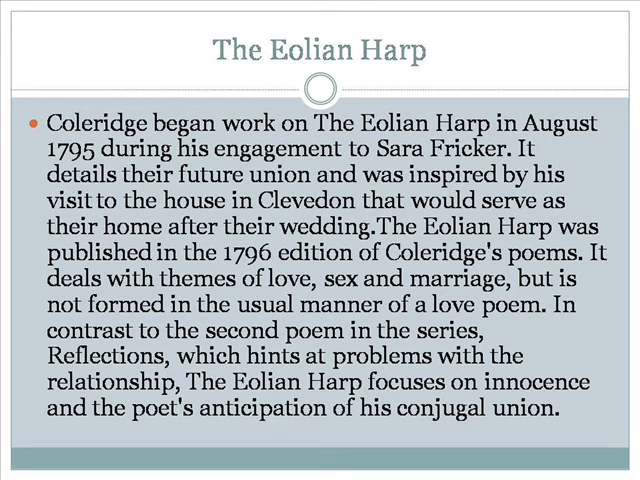 The Eolian Harp
• Coleridge began work on The Eolian Harp in August
1795 during his engagement to Sara Fricker. It
details their future union and was inspired by his
visit to the house in Clevedon that would serve as
their home after their wedding.The Eolian Harp was
published in the 1796 edition of Coleridge's poems. It
deals with themes of love, sex and marriage, but is
not formed in the usual manner of a love poem. In
contrast to the second poem in the series,
Reflections, which hints at problems with the
relationship, The Eolian Harp focuses on innocence
and the poet's anticipation of his conjugal union.